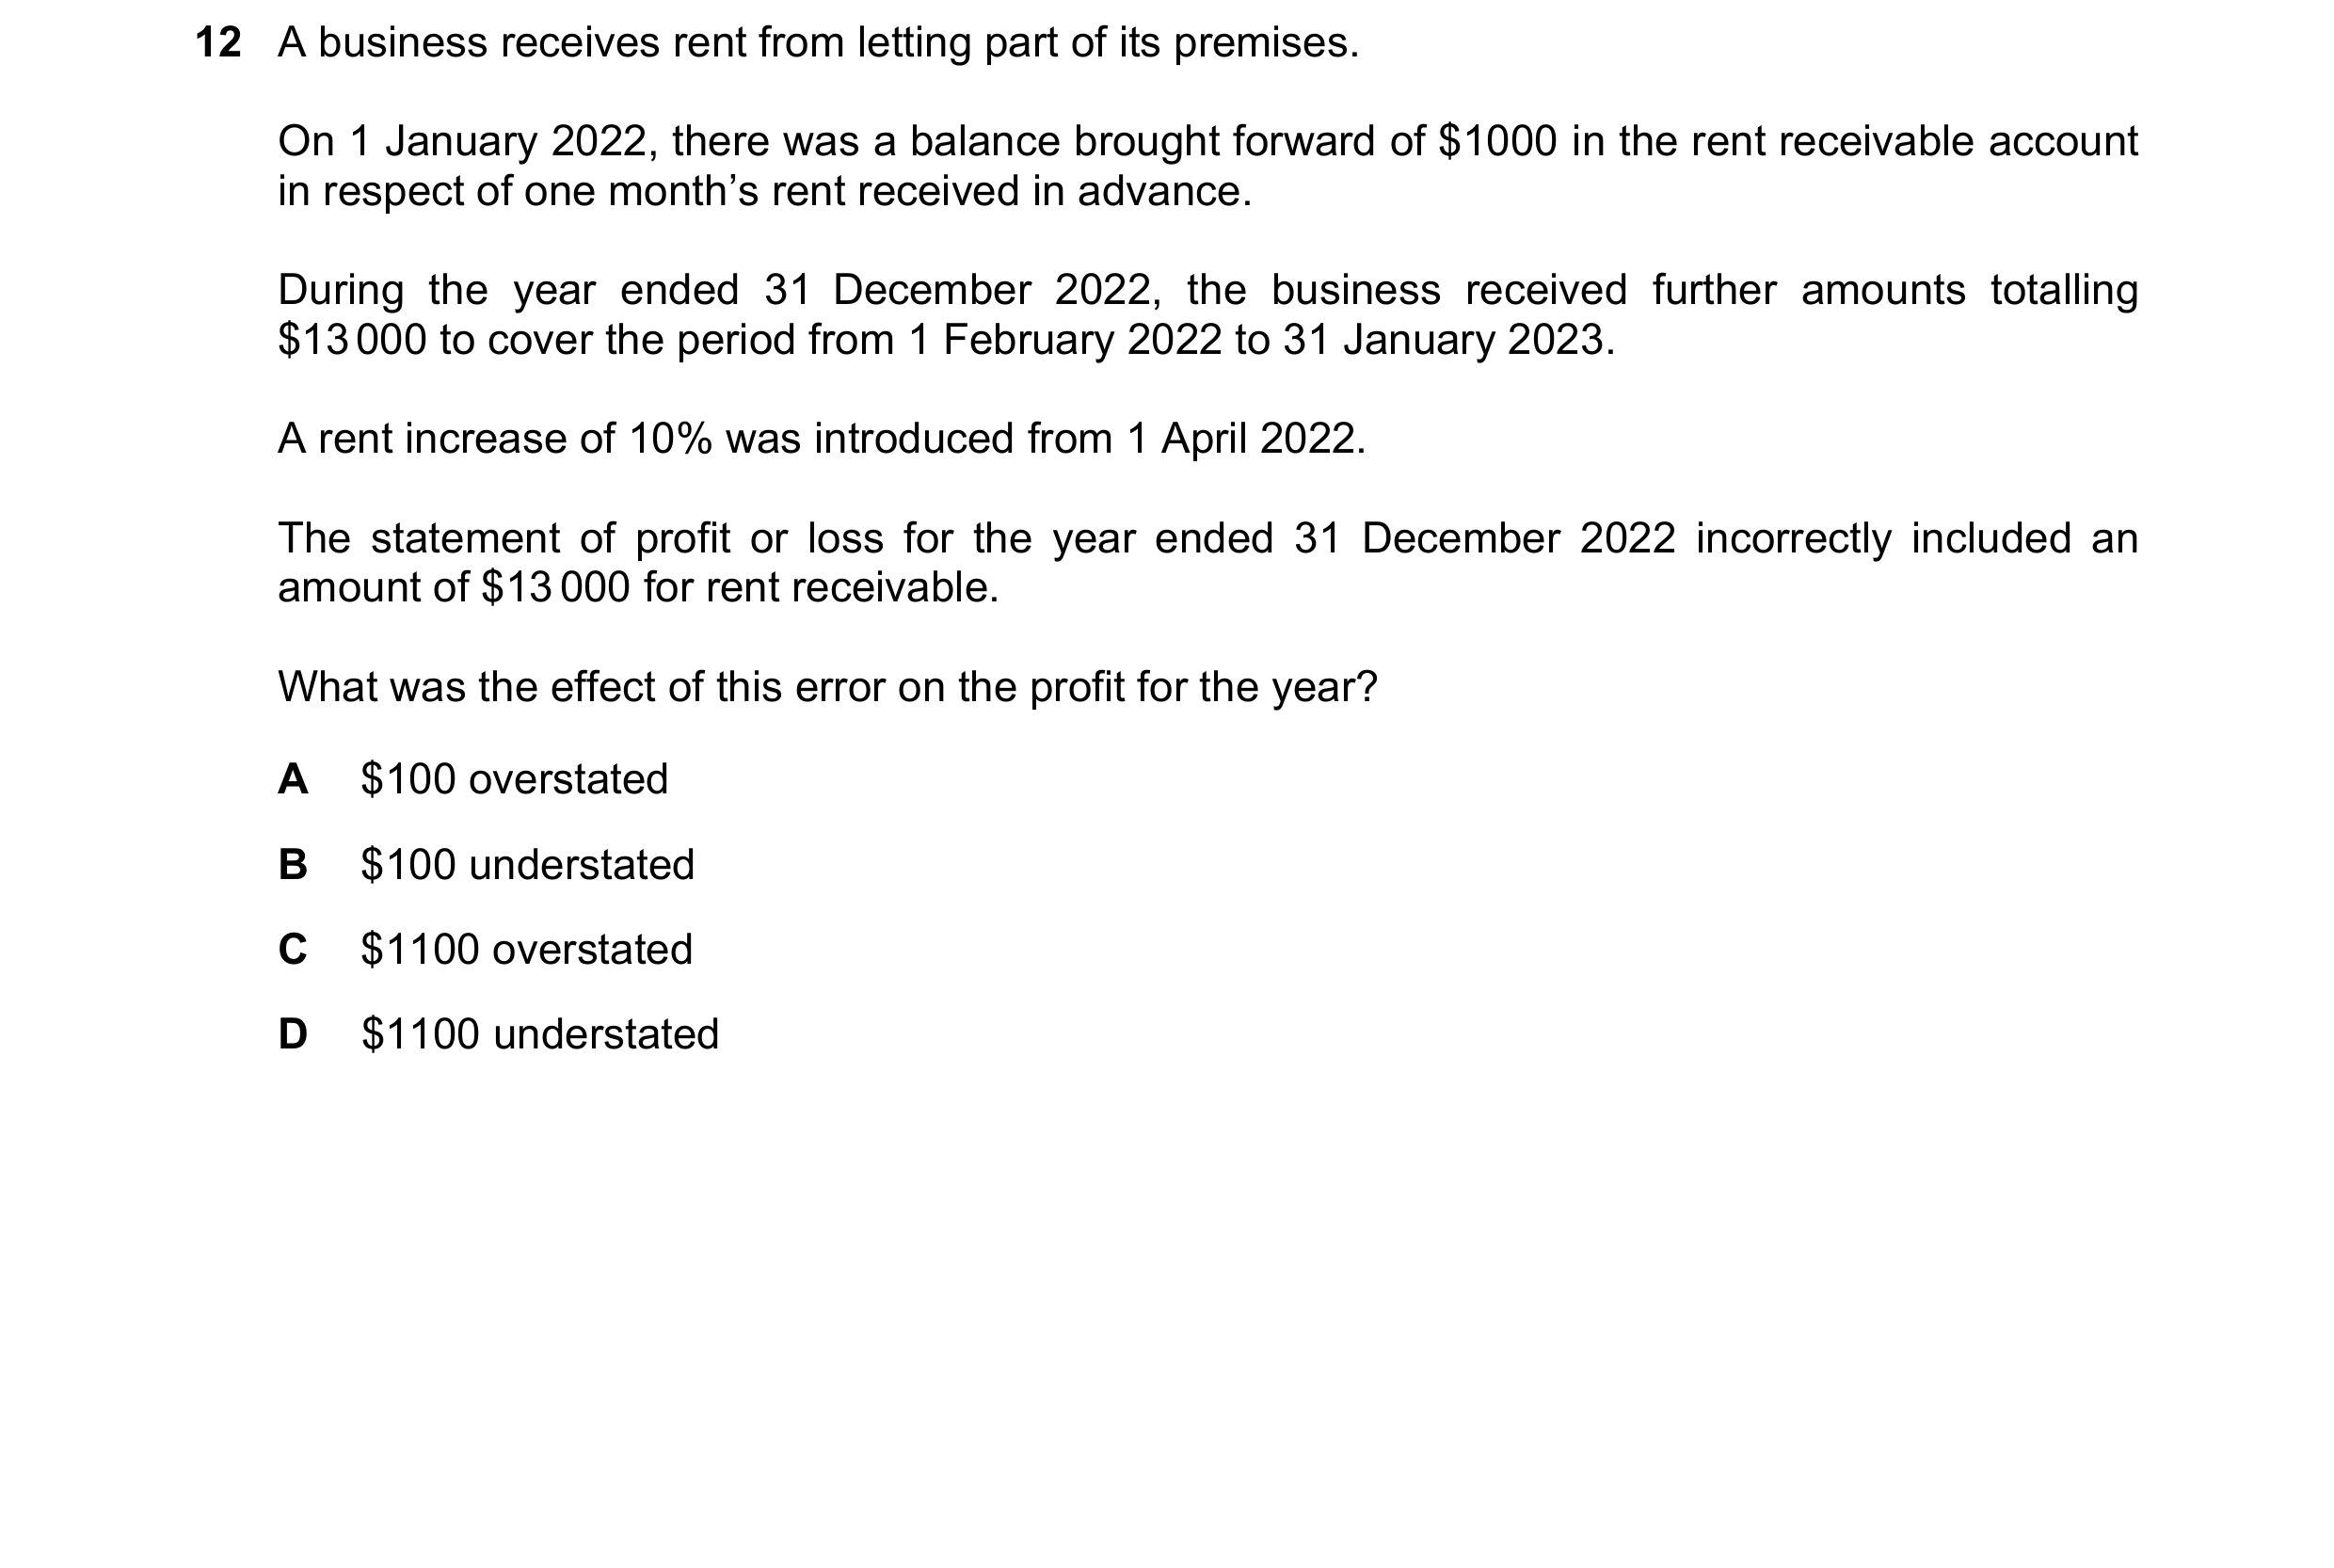 12 A business receives rent from letting part of its premises.
On 1 January 2022, there was a balance brought forward of $1000 in the rent receivable account
in respect of one month’s rent received in advance.
During the year ended 31 December 2022, the business received further amounts totalling
$13 000 to cover the period from 1 February 2022 to 31 January 2023.
A rent increase of 10% was introduced from 1 April 2022.
The statement of profit or loss for the year ended 31 December 2022 incorrectly included an
amount of $13 000 for rent receivable.
What was the effect of this error on the profit for the year?
A $100 overstated
B $100 understated
C $1100 overstated
D $1100 understated